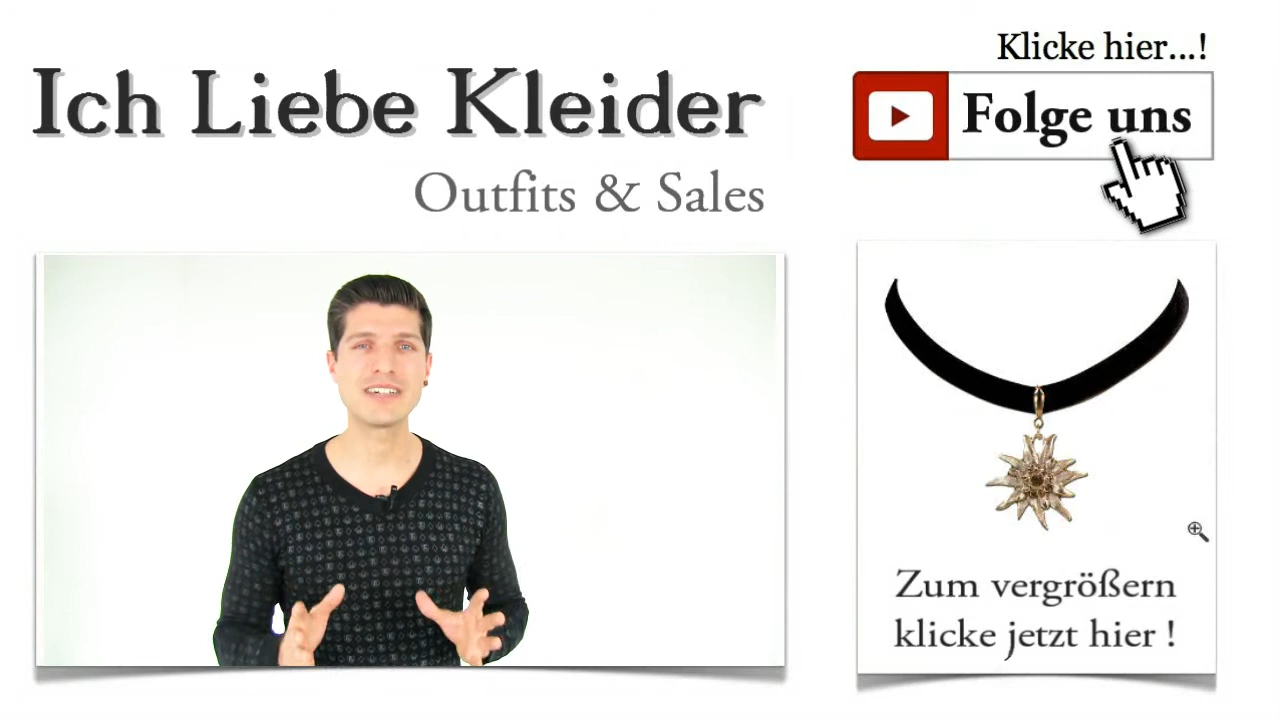 Ich Liebe Kleider
Outfits & Sales
Klicke hier...!
Folge uns
Zum vergrößern
klicke jetzt hier !